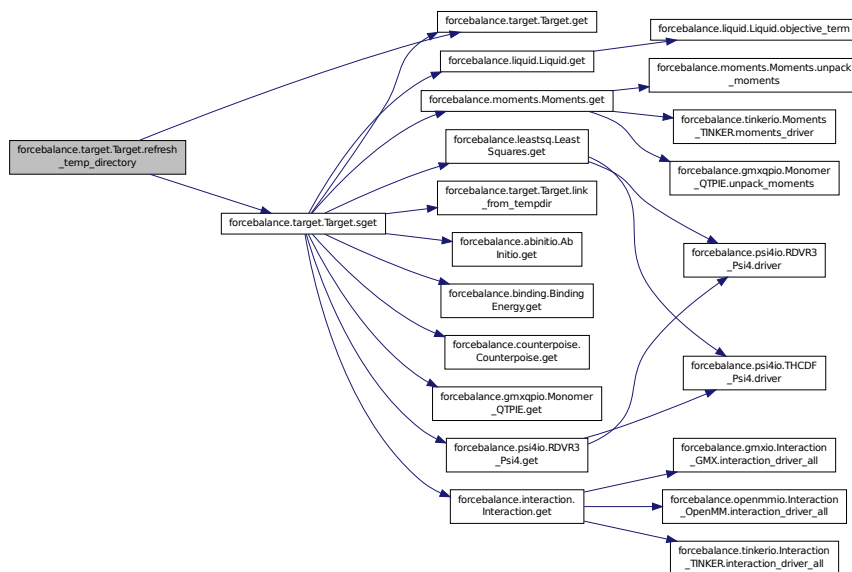 forcebalance.target.Target.refresh
_temp_directory
forcebalance.target.Target.sget
forcebalance.target.Target.get
forcebalance.liquid.Liquid.get
forcebalance.moments.Moments.get
forcebalance.leastsq.Least
Squares.get
forcebalance.target.Target.link
_from_tempdir
forcebalance.abinitio.Ab
Initio.get
forcebalance.binding.Binding
Energy.get
forcebalance.counterpoise.
Counterpoise.get
forcebalance.gmxqpio.Monomer
_QTPIE.get
forcebalance.psi4io.RDVR3
_Psi4.get
forcebalance.interaction.
Interaction.get
forcebalance.liquid.Liquid.objective_term
forcebalance.moments.Moments.unpack
_moments
forcebalance.tinkerio.Moments
_TINKER.moments_driver
forcebalance.gmxqpio.Monomer
_QTPIE.unpack_moments
forcebalance.psi4io.RDVR3
_Psi4.driver
forcebalance.psi4io.THCDF
_Psi4.driver
forcebalance.gmxio.Interaction
_GMX.interaction_driver_all
forcebalance.openmmio.Interaction
_OpenMM.interaction_driver_all
forcebalance.tinkerio.Interaction
_TINKER.interaction_driver_all